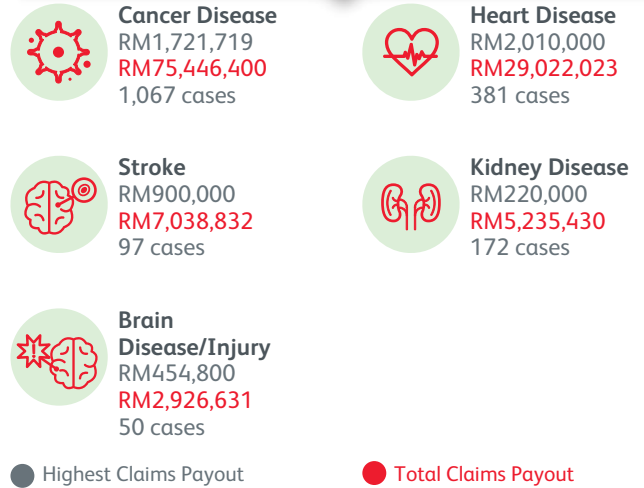 Cancer Disease
RM1,721,719
RM75,446,400
1,067 cases
Heart Disease
RM2,010,000
RM29,022,023
381 cases
Stroke
RM900,000
RM7,038,832
97 cases
Kidney Disease
RM220,000
RM5,235,430
172 cases
Brain
Disease/Injury
RM454,800
RM2,926,631
50 cases
Highest Claims Payout
Total Claims Payout